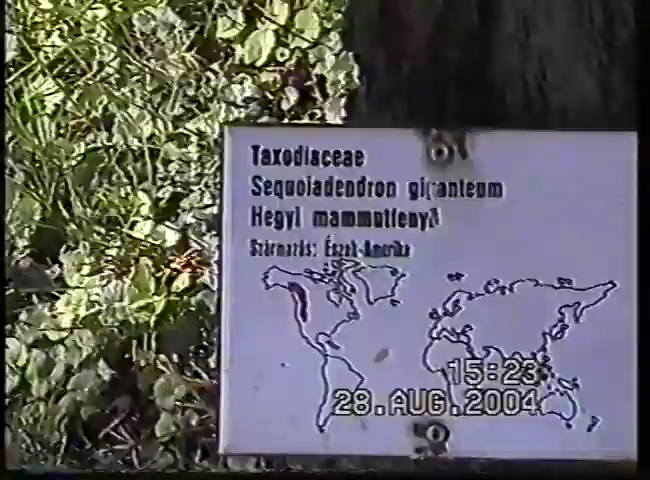 Taxodiaceae
Sequoiadendron giganteum
Hegyi mammutfenyő
Származás: Észak-Amerika
15:23
28.AUG.2004